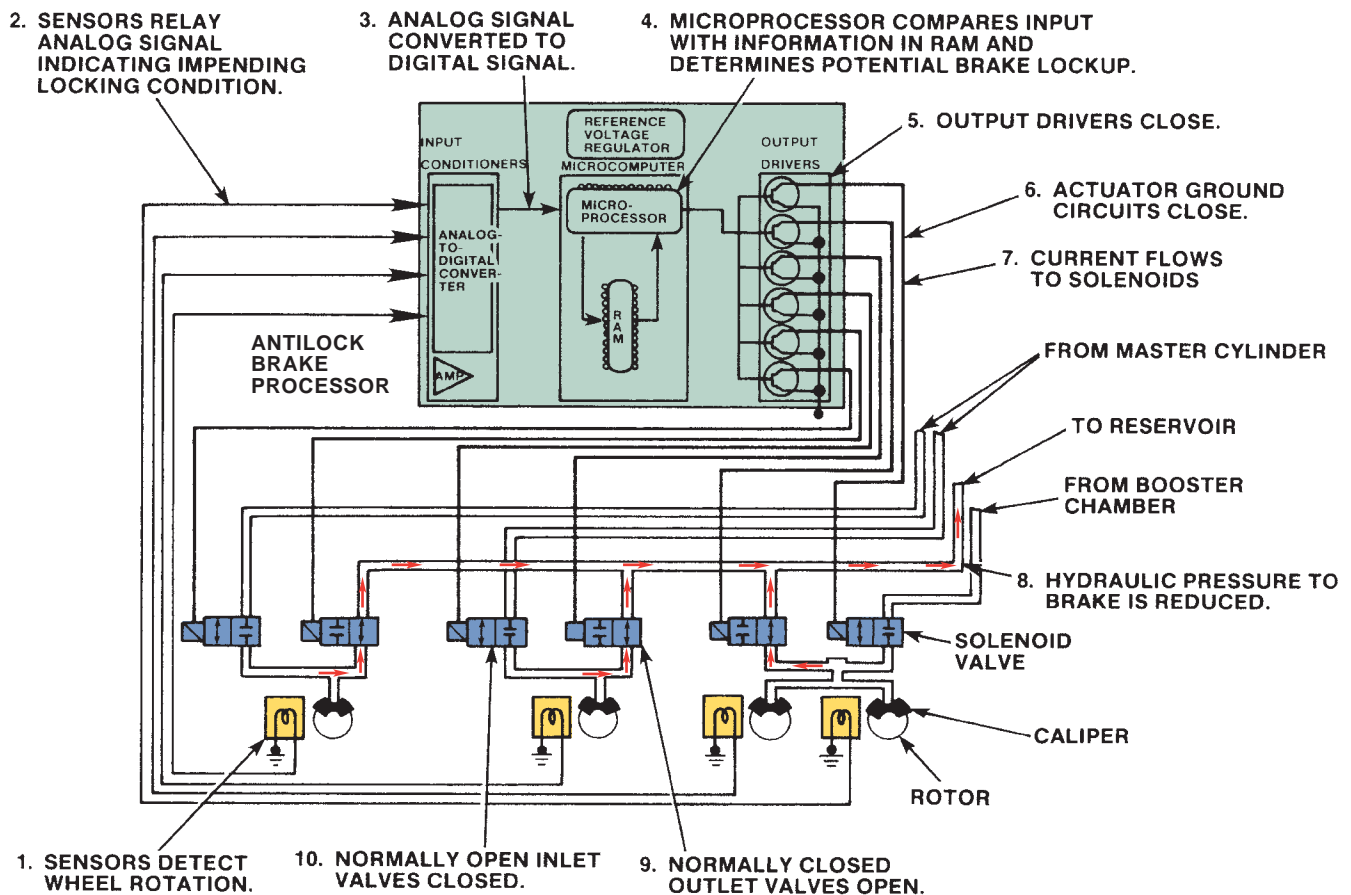 2. SENSORS RELAY
ANALOG SIGNAL
INDICATING IMPENDING
LOCKING CONDITION.
3. ANALOG SIGNAL
CONVERTED TO
DIGITAL SIGNAL.
4. MICROPROCESSOR COMPARES INPUT
WITH INFORMATION IN RAM AND
DETERMINES POTENTIAL BRAKE LOCKUP.
REFERENCE
VOLTAGE
REGULATOR
INPUT
CONDITIONERS
MICROCOMPUTER
OUTPUT
DRIVERS
MICRO-
PROCESSOR
ANALOG-
TO-
DIGITAL
CONVER-
TER
R
A
M
AMP
ANTILOCK
BRAKE
PROCESSOR
5. OUTPUT DRIVERS CLOSE.
6. ACTUATOR GROUND
CIRCUITS CLOSE.
7. CURRENT FLOWS
TO SOLENOIDS
FROM MASTER CYLINDER
TO RESERVOIR
FROM BOOSTER
CHAMBER
8. HYDRAULIC PRESSURE TO
BRAKE IS REDUCED.
SOLENOID
VALVE
CALIPER
ROTOR
1. SENSORS DETECT
WHEEL ROTATION.
10. NORMALLY OPEN INLET
VALVES CLOSED.
9. NORMALLY CLOSED
OUTLET VALVES OPEN.